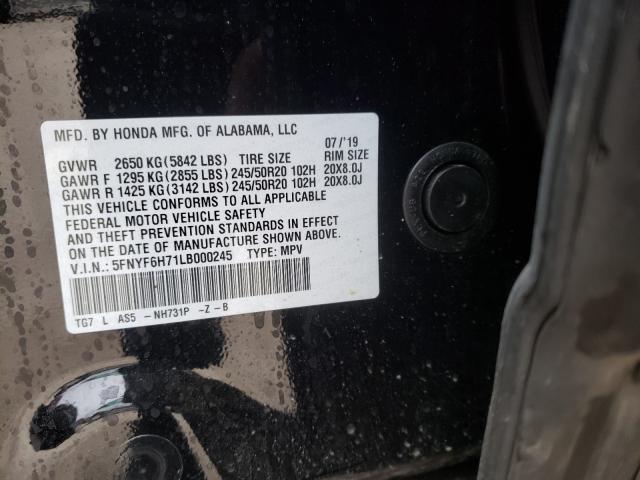 MFD. BY HONDA MFG. OF ALABAMA, LLC
07/'19
GVWR 2650 KG (5842 LBS) TIRE SIZE RIM SIZE
GAWR F 1295 KG (2855 LBS) 245/50R20 102H 20X8.0J
GAWR R 1425 KG (3142 LBS) 245/50R20 102H 20X8.0J
THIS VEHICLE CONFORMS TO ALL APPLICABLE
FEDERAL MOTOR VEHICLE SAFETY
AND THEFT PREVENTION STANDARDS IN EFFECT
ON THE DATE OF MANUFACTURE SHOWN ABOVE.
V.I.N.: 5FNYF6H71LB000245 TYPE: MPV
TG7 L AS5 -NH731P -Z-B